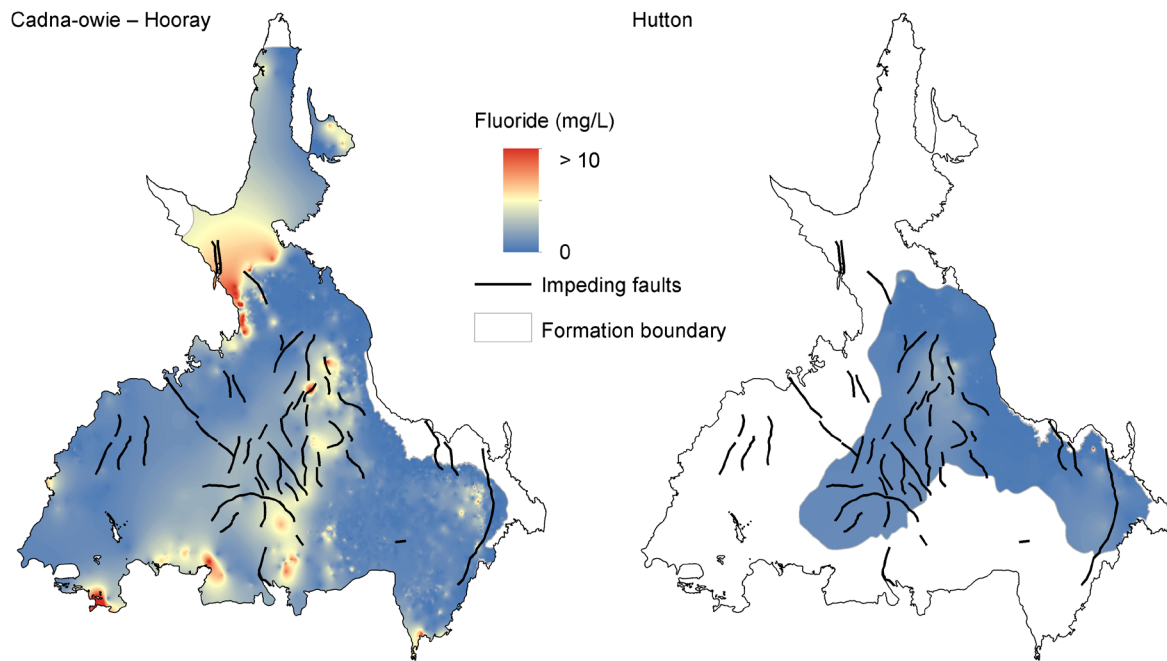 Cadna-owie – Hooray
Hutton
Fluoride (mg/L)
> 10
0
Impeding faults
Formation boundary